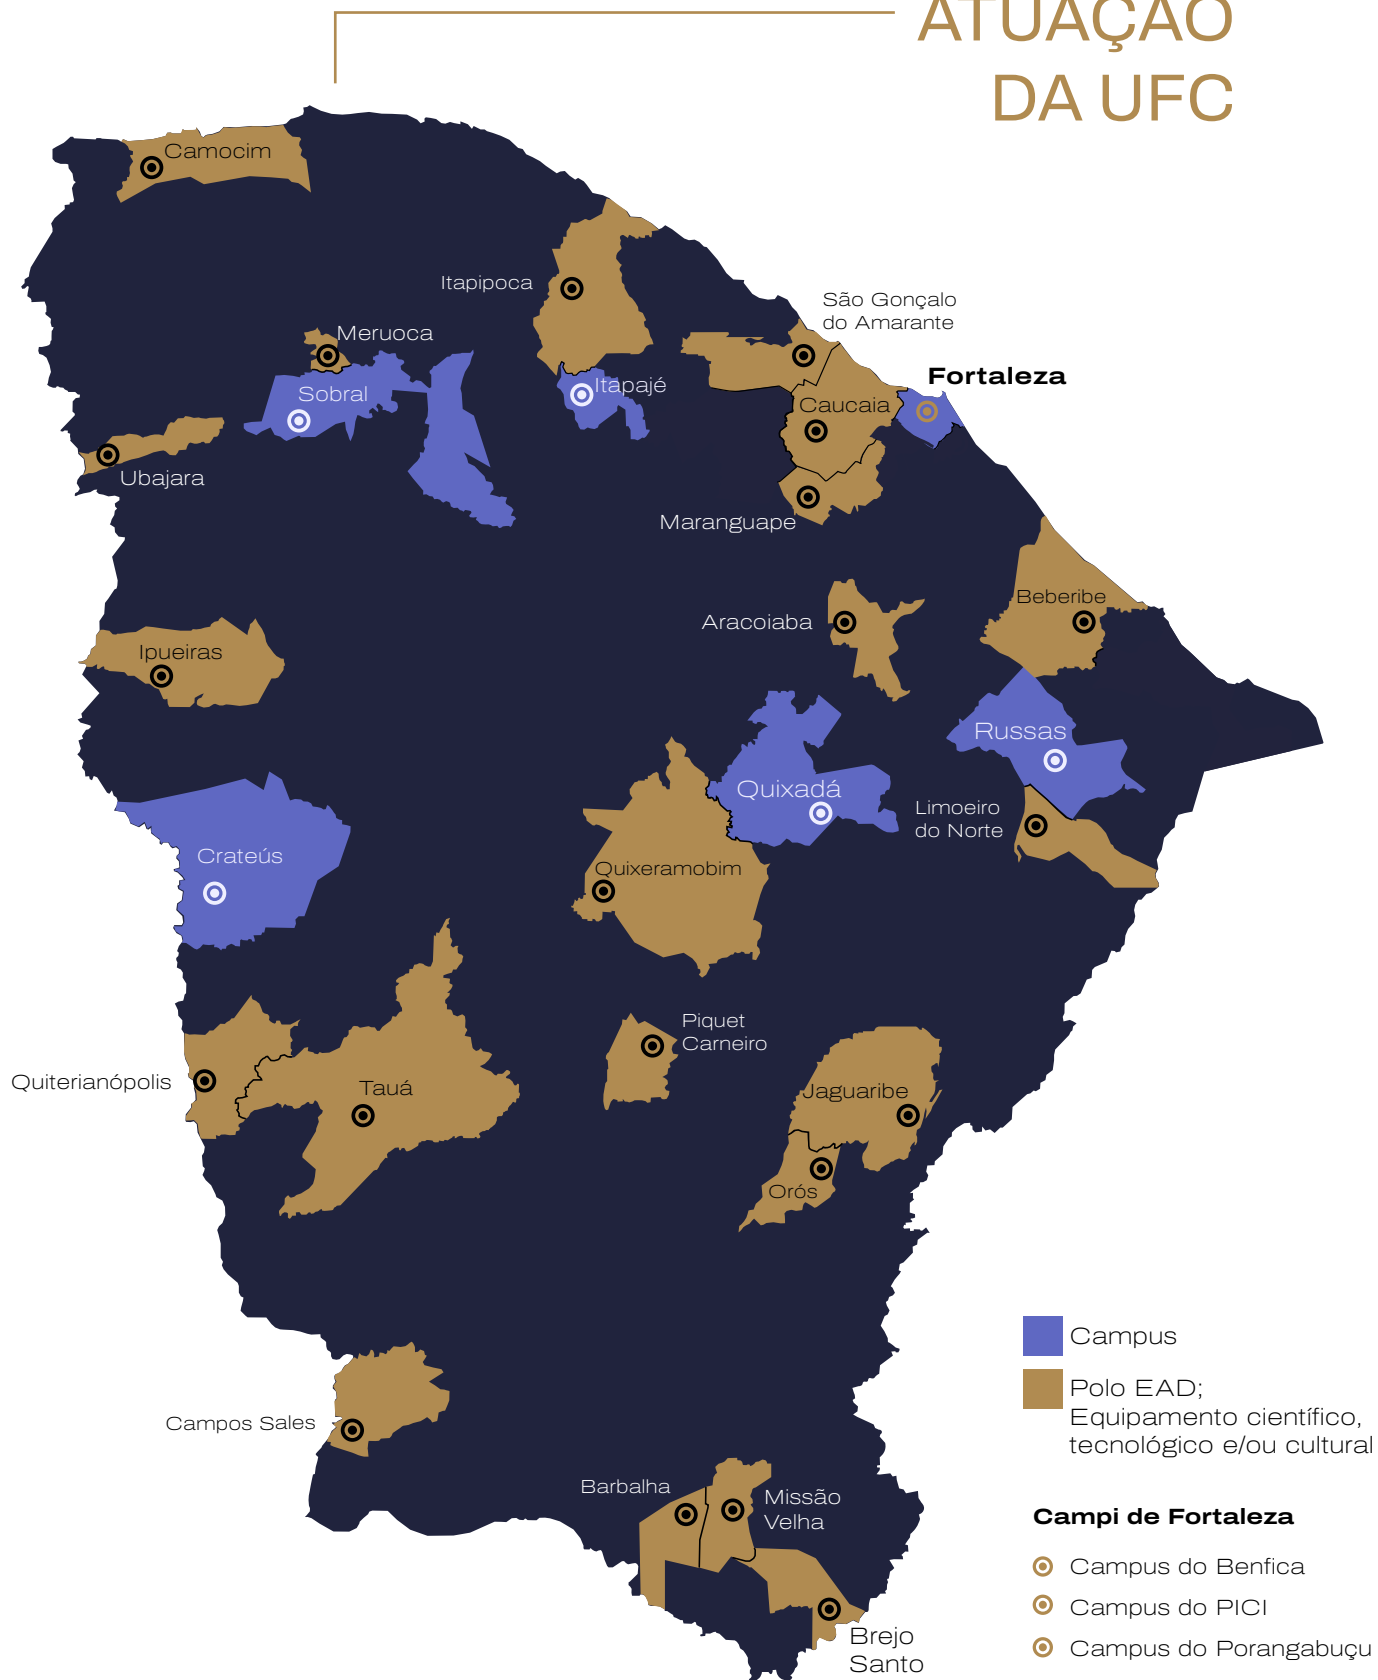 ATUAÇÃO
DA UFC
Camocim
Itapipoca
São Gonçalo
do Amarante
Meruoca
Fortaleza
Itapajé
Sobral
Caucaia
Ubajara
Maranguape
Beberibe
Aracoiaba
Ipueiras
Russas
Quixadá
Limoeiro
do Norte
Crateús
Quixeramobim
Piquet
Carneiro
Quiterianópolis
Tauá
Jaguaribe
Orós
Campus
Polo EAD;
Equipamento científico,
tecnológico e/ou cultural
Campos Sales
Barbalha
Missão
Velha
Campi de Fortaleza
Campus do Benfica
Campus do PICI
Campus do Porangabuçu
Brejo
Santo